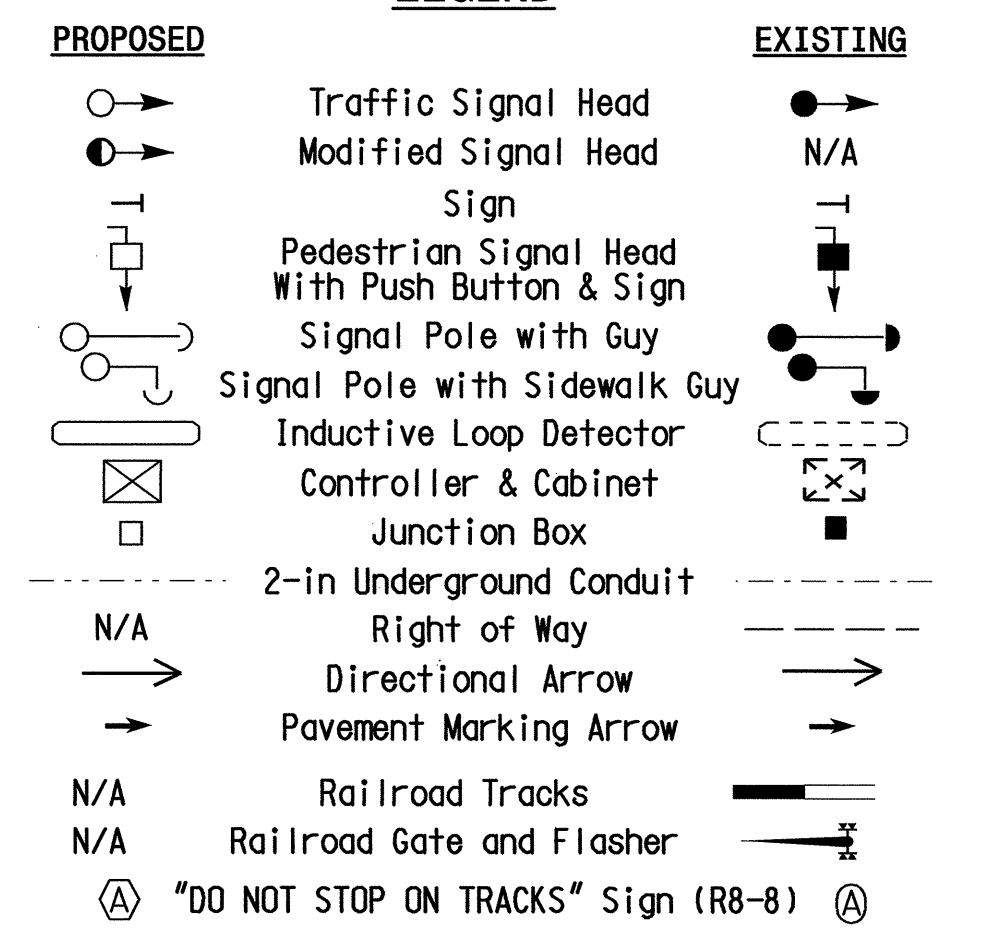 PROPOSED EXISTING
Traffic Signal Head
Modified Signal Head N/A
Sign
Pedestrian Signal Head
With Push Button & Sign
Signal Pole with Guy
Signal Pole with Sidewalk Guy
Inductive Loop Detector
Controller & Cabinet
Junction Box
2-in Underground Conduit
N/A Right of Way
Directional Arrow
Pavement Marking Arrow
N/A Railroad Tracks
N/A Railroad Gate and Flasher
A "DO NOT STOP ON TRACKS" Sign (R8-8) A